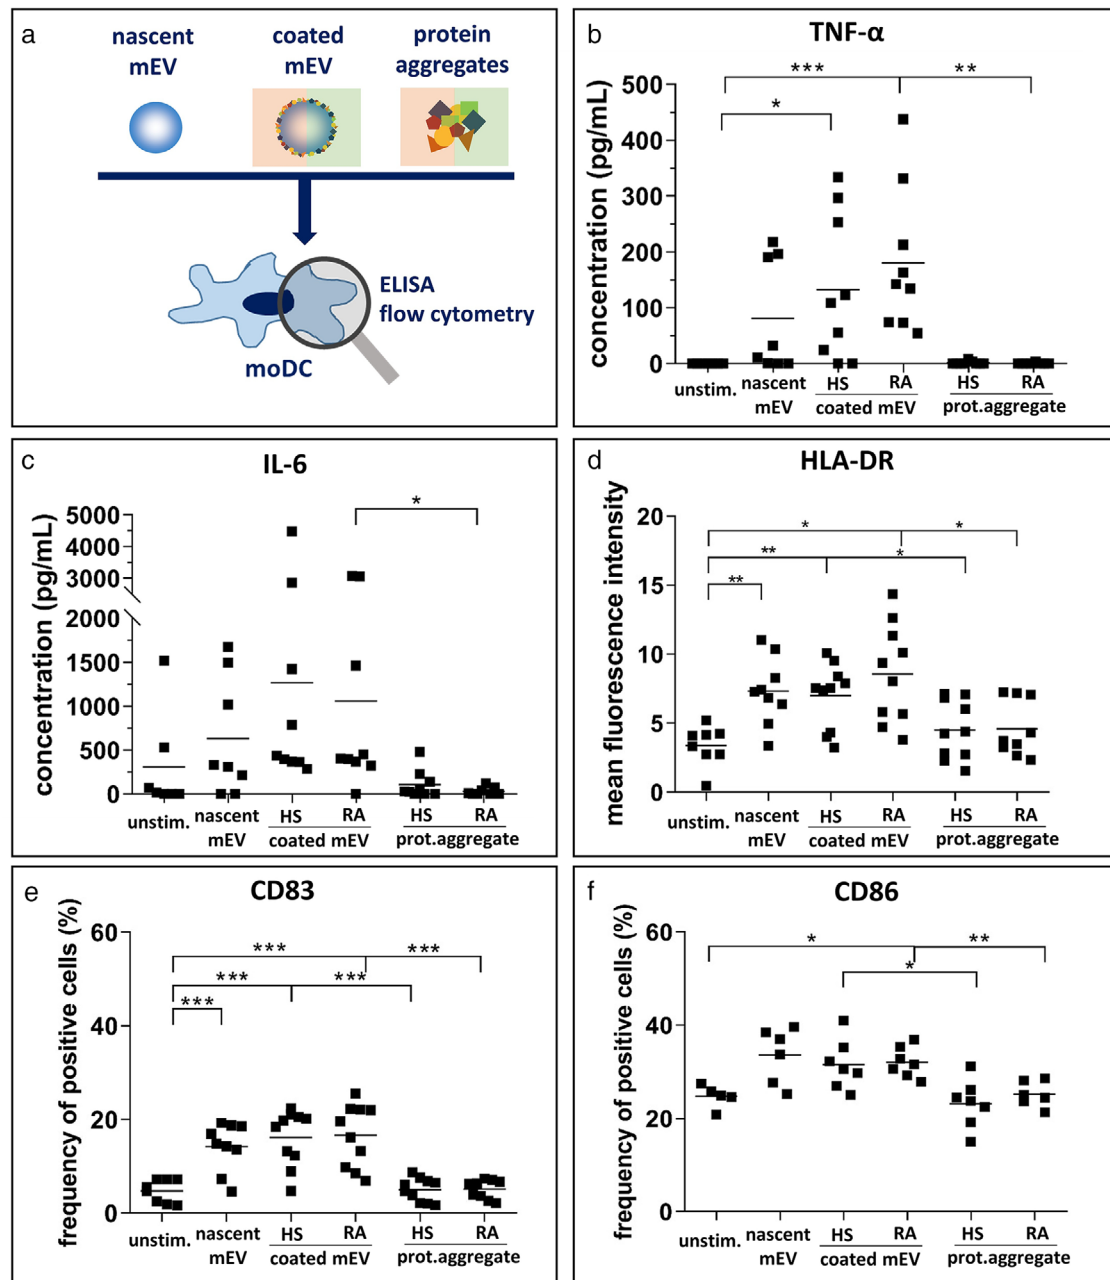 a
nascent
mEV
coated
mEV
protein
aggregates
ELISA
flow cytometry
moDC
b
TNF-α
concentration (pg/mL)
500
400
300
200
100
0
***
**
*
unstim.
nascent
mEV
HS
RA
coated mEV
HS
RA
prot.aggregate
c
IL-6
concentration (pg/mL)
5000
4000
3000
2000
1500
1000
500
0
*
unstim.
nascent
mEV
HS
RA
coated mEV
HS
RA
prot.aggregate
d
HLA-DR
mean fluorescence intensity
20
15
10
5
0
*
*
**
*
**
unstim.
nascent
mEV
HS
RA
coated mEV
HS
RA
prot.aggregate
e
CD83
frequency of positive cells (%)
60
40
20
0
***
***
***
***
***
unstim.
nascent
mEV
HS
RA
coated mEV
HS
RA
prot.aggregate
f
CD86
frequency of positive cells (%)
60
40
20
0
*
**
*
unstim.
nascent
mEV
HS
RA
coated mEV
HS
RA
prot.aggregate